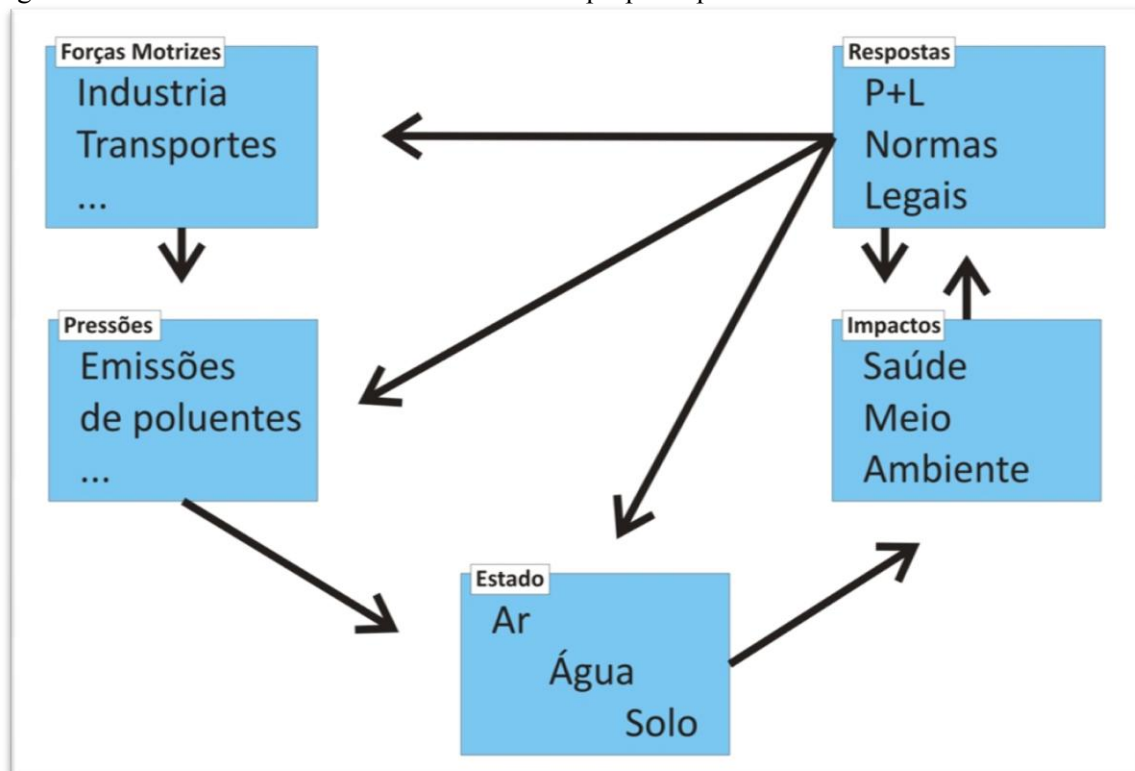 Forças Motrizes
Industria
Transportes
...
Respostas
P+L
Normas
Legais
Pressões
Emissões
de poluentes
...
Impactos
Saúde
Meio
Ambiente
Estado
Ar
Água
Solo